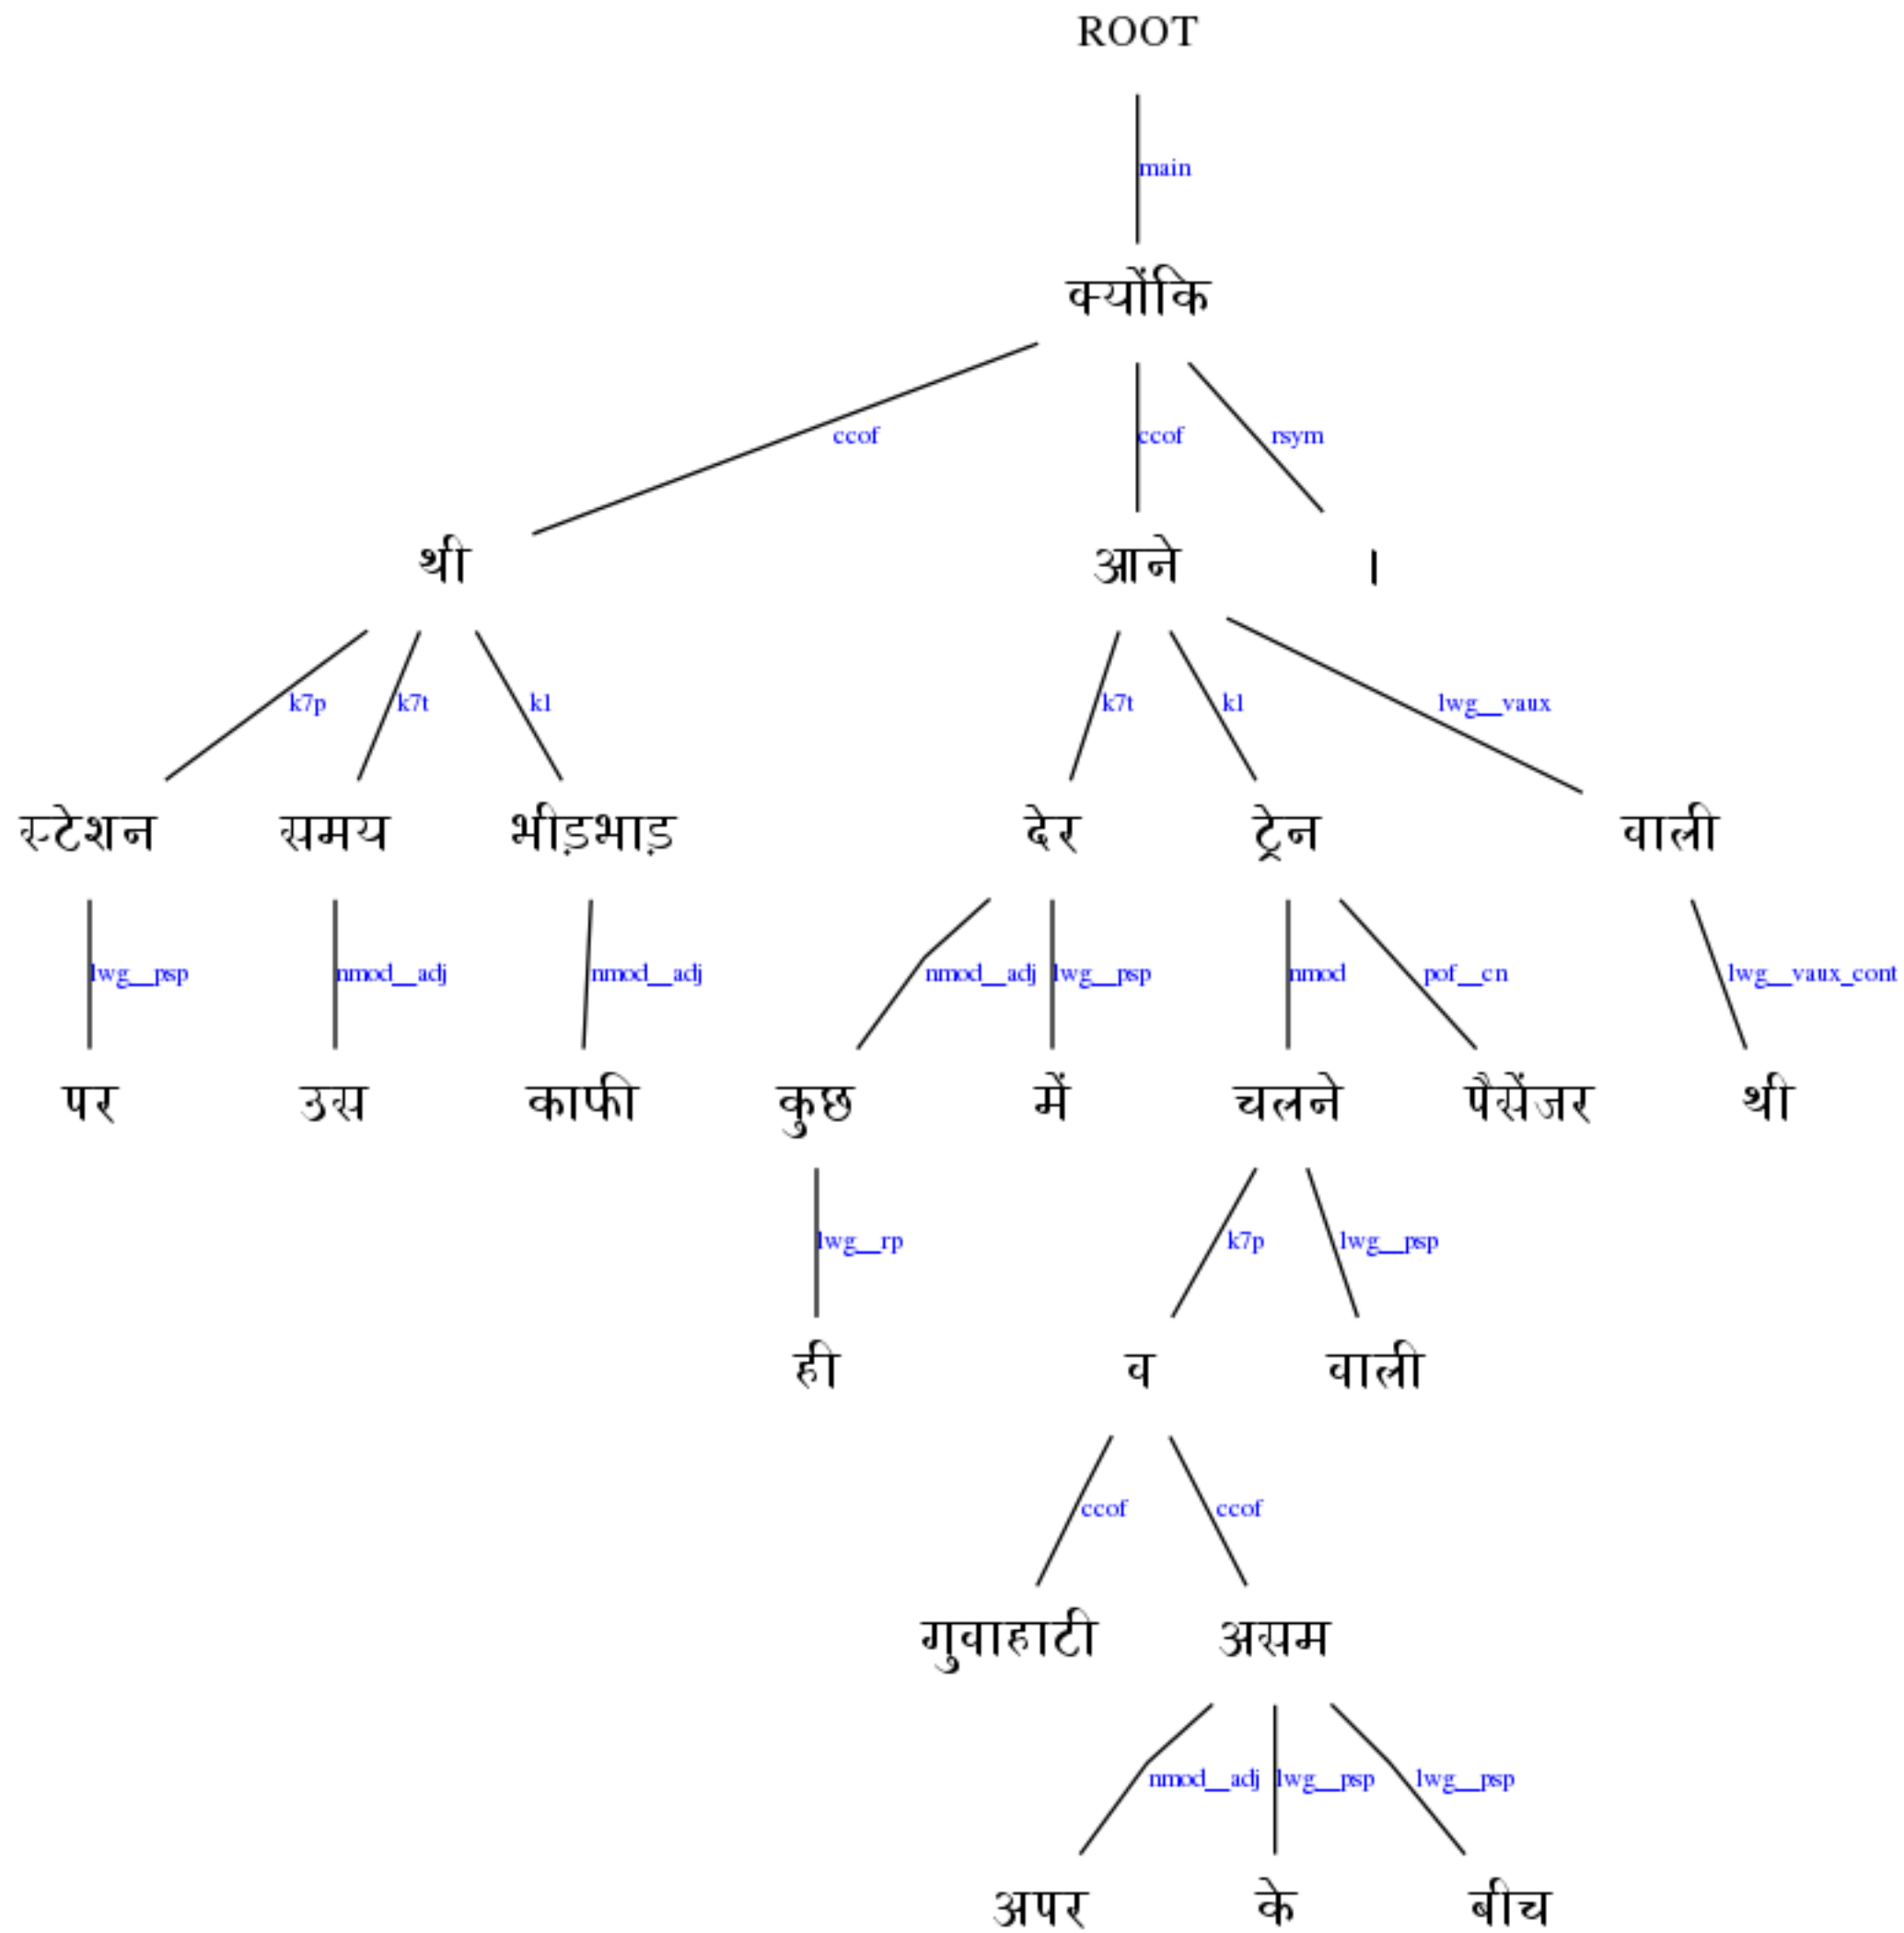 ROOT
main
क्योंकि
ccof ccof rsym
थी आने ।
k7p k7t k1 k7t k1 lwg__vaux
स्टेशन समय भीड़भाड़ देर ट्रेन वाली
lwg__psp nmod__adj nmod__adj nmod__adj lwg__psp nmod pof__cn lwg__vaux_cont
पर उस काफी कुछ में चलने पैसेंजर थी
lwg__rp k7p lwg__psp
ही व वाली
ccof ccof
गुवाहाटी असम
nmod__adj lwg__psp lwg__psp
अपर के बीच